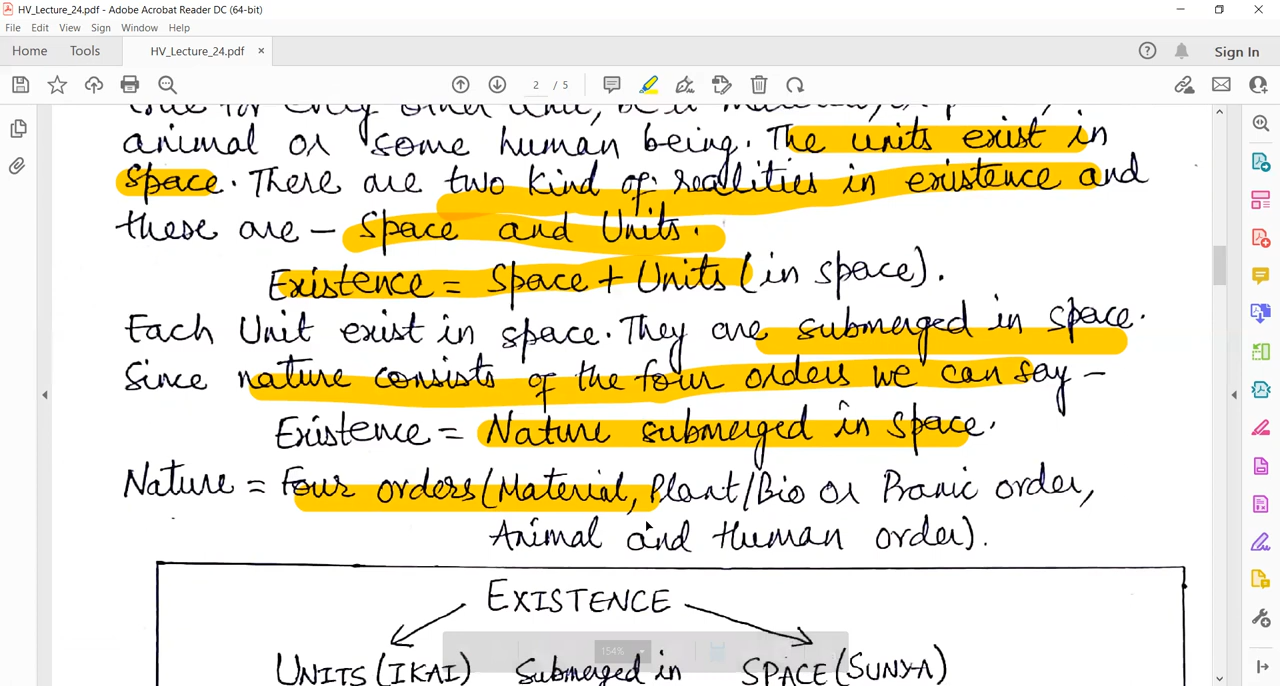 HV_Lecture_24.pdf - Adobe Acrobat Reader DC (64-bit)
File Edit View Sign Window Help
Home Tools HV_Lecture_24.pdf × Sign In
2 / 5
animal or some human being. The units exist in
space. There are two kind of realities in existence and
these are - Space and Units.
Existence = Space + Units (in space).
Each Unit exist in space. They are submerged in space.
Since nature consists of the four orders we can say -
Existence = Nature submerged in space.
Nature = Four orders (Material, Plant/Bio or Pranic order,
Animal and Human order).
EXISTENCE
154%
UNITS (IKAI) Submerged in SPACE (SUNYA)